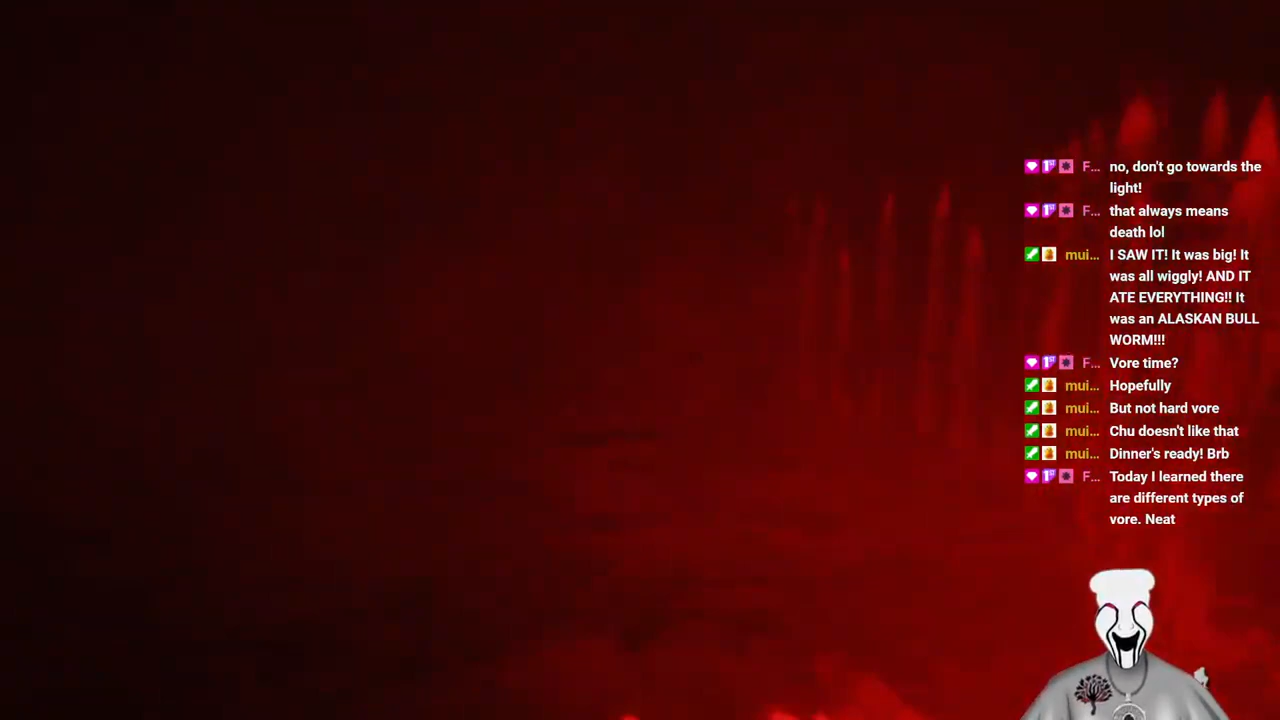 F... no, don't go towards the
light!
F... that always means
death lol
mui... I SAW IT! It was big! It
was all wiggly! AND IT
ATE EVERYTHING!! It
was an ALASKAN BULL
WORM!!!
F... Vore time?
mui... Hopefully
mui... But not hard vore
mui... Chu doesn't like that
mui... Dinner's ready! Brb
F... Today I learned there
are different types of
vore. Neat